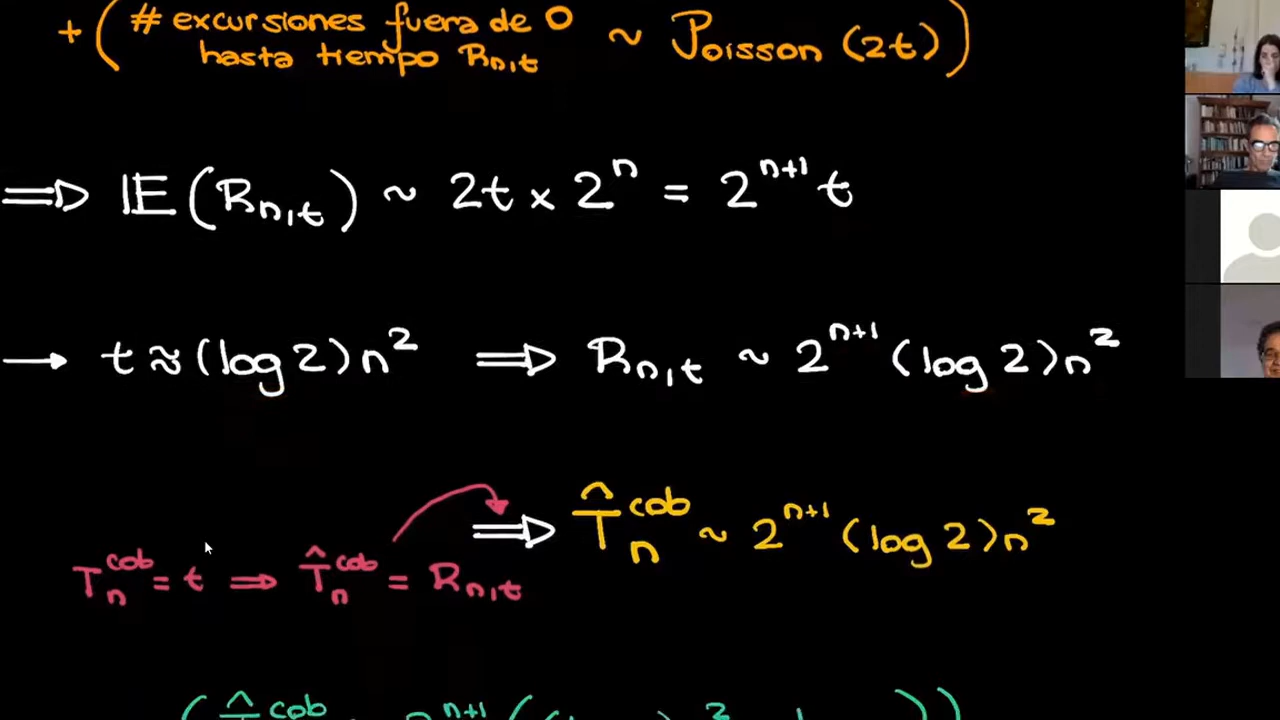 + ( # excursiones fuera de 0
hasta tiempo R_{n,t} ~ Poisson (2t) )
⟹ 𝔼 (R_{n,t}) ~ 2t × 2^n = 2^{n+1} t
→ t ≈ (log 2) n^2 ⟹ R_{n,t} ~ 2^{n+1} (log 2) n^2
⟹ T̂_n^{cob} ~ 2^{n+1} (log 2) n^2
T_n^{cob} = t ⟹ T̂_n^{cob} = R_{n,t}